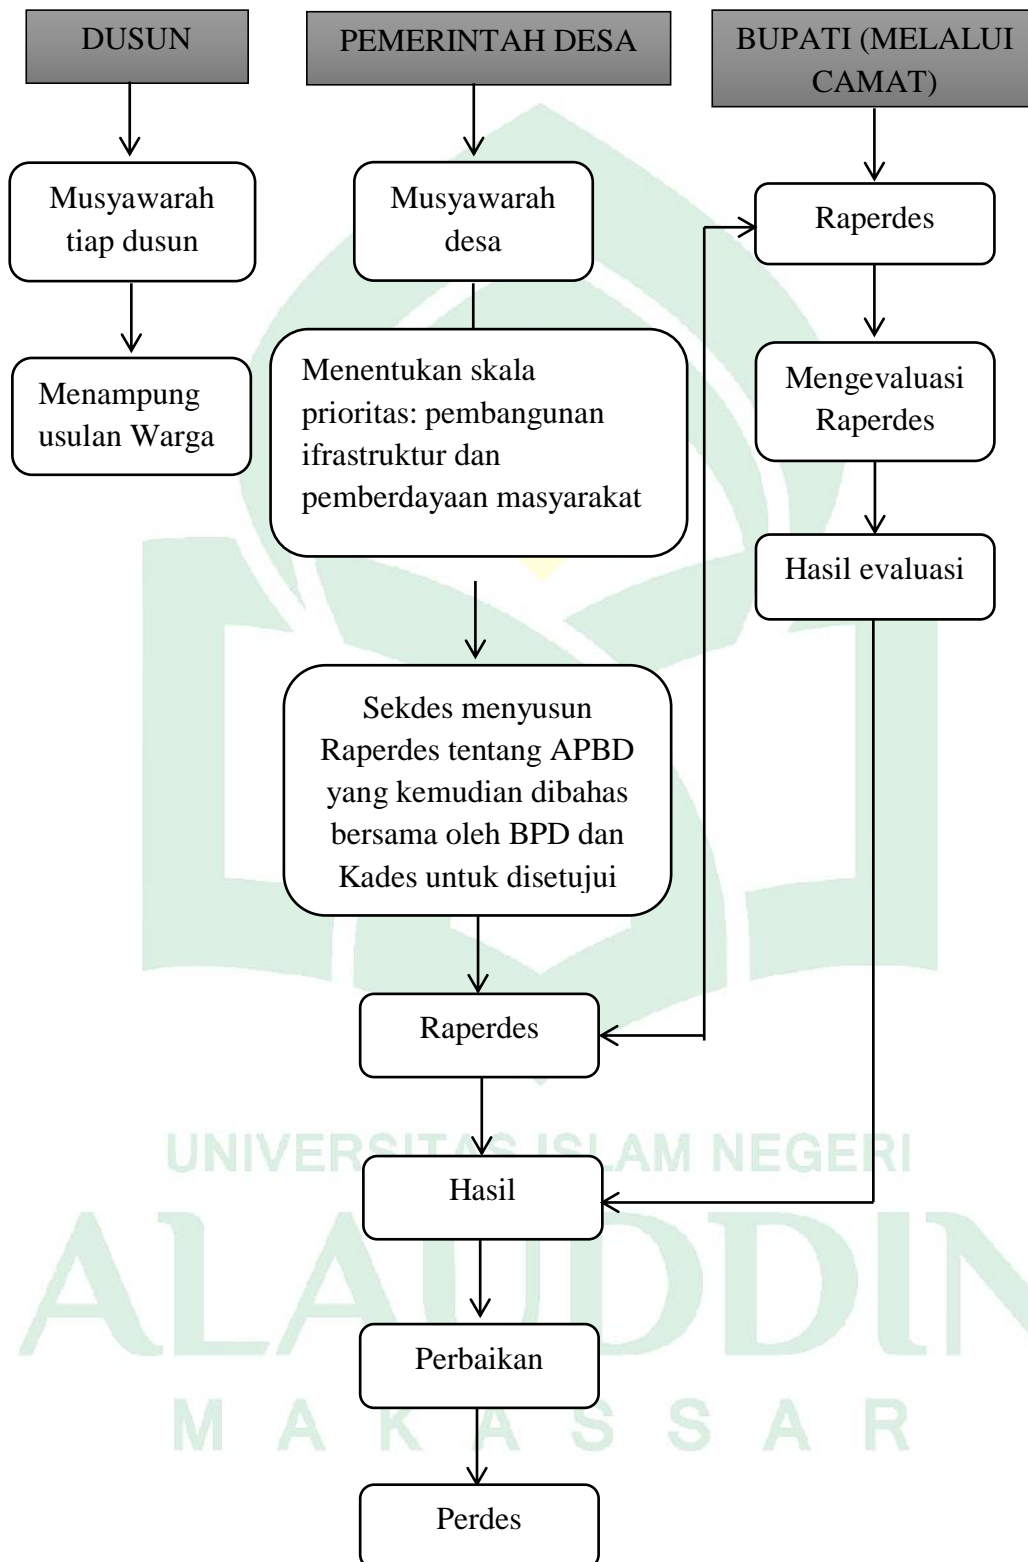 DUSUN
Musyawarah
tiap dusun
Menampung
usulan Warga
PEMERINTAH DESA
Musyawarah
desa
Menentukan skala
prioritas: pembangunan
ifrastruktur dan
pemberdayaan masyarakat
Sekdes menyusun
Raperdes tentang APBD
yang kemudian dibahas
bersama oleh BPD dan
Kades untuk disetujui
Raperdes
Hasil
Perbaikan
Perdes
BUPATI (MELALUI
CAMAT)
Raperdes
Mengevaluasi
Raperdes
Hasil evaluasi
UNIVERSITAS ISLAM NEGERI
ALAUDDIN
MAKASSAR